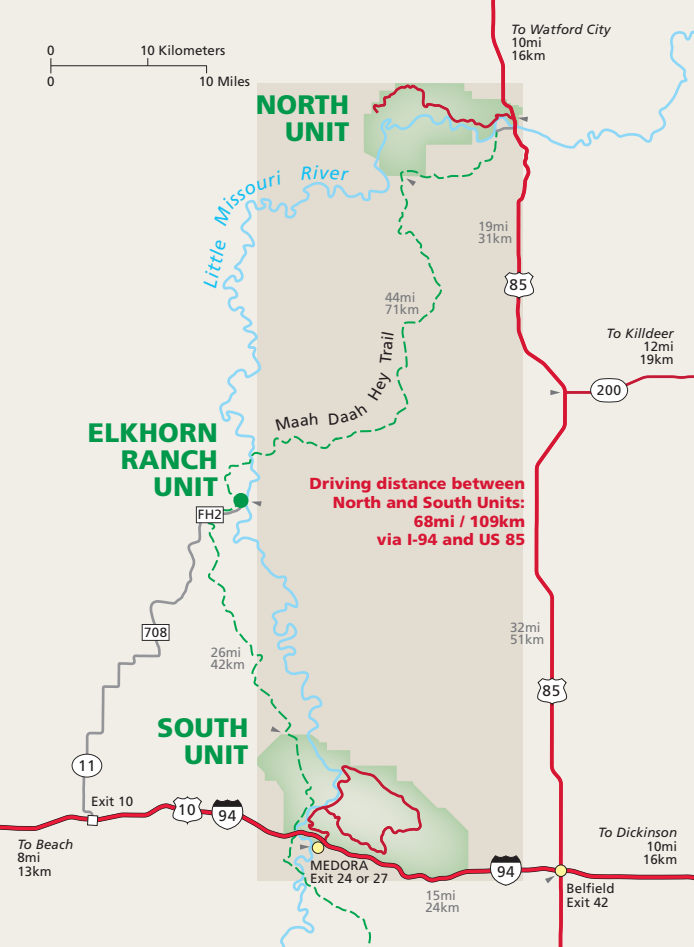 To Watford City
10mi
16km
0 10 Kilometers
0 10 Miles
NORTH
UNIT
Little Missouri River
19mi
31km
85
44mi
71km
To Killdeer
12mi
19km
200
Maah Daah Hey Trail
ELKHORN
RANCH
UNIT
FH2
Driving distance between
North and South Units:
68mi / 109km
via I-94 and US 85
708
32mi
51km
26mi
42km
85
SOUTH
UNIT
11
Exit 10
10
94
To Beach
8mi
13km
MEDORA
Exit 24 or 27
15mi
24km
94
To Dickinson
10mi
16km
Belfield
Exit 42